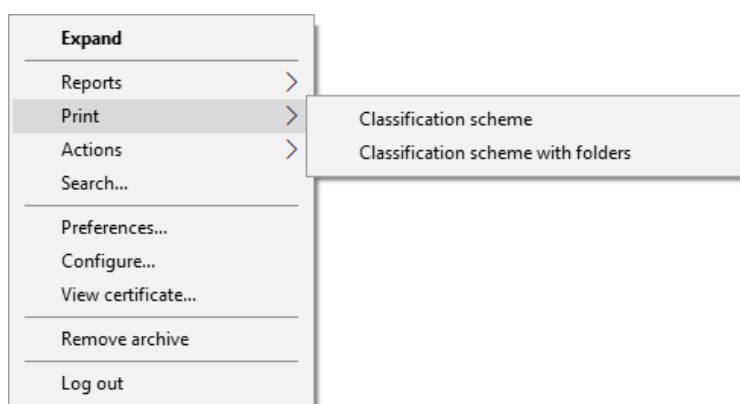 Expand
Reports
Print
Classification scheme
Actions
Classification scheme with folders
Search...
Preferences...
Configure...
View certificate...
Remove archive
Log out